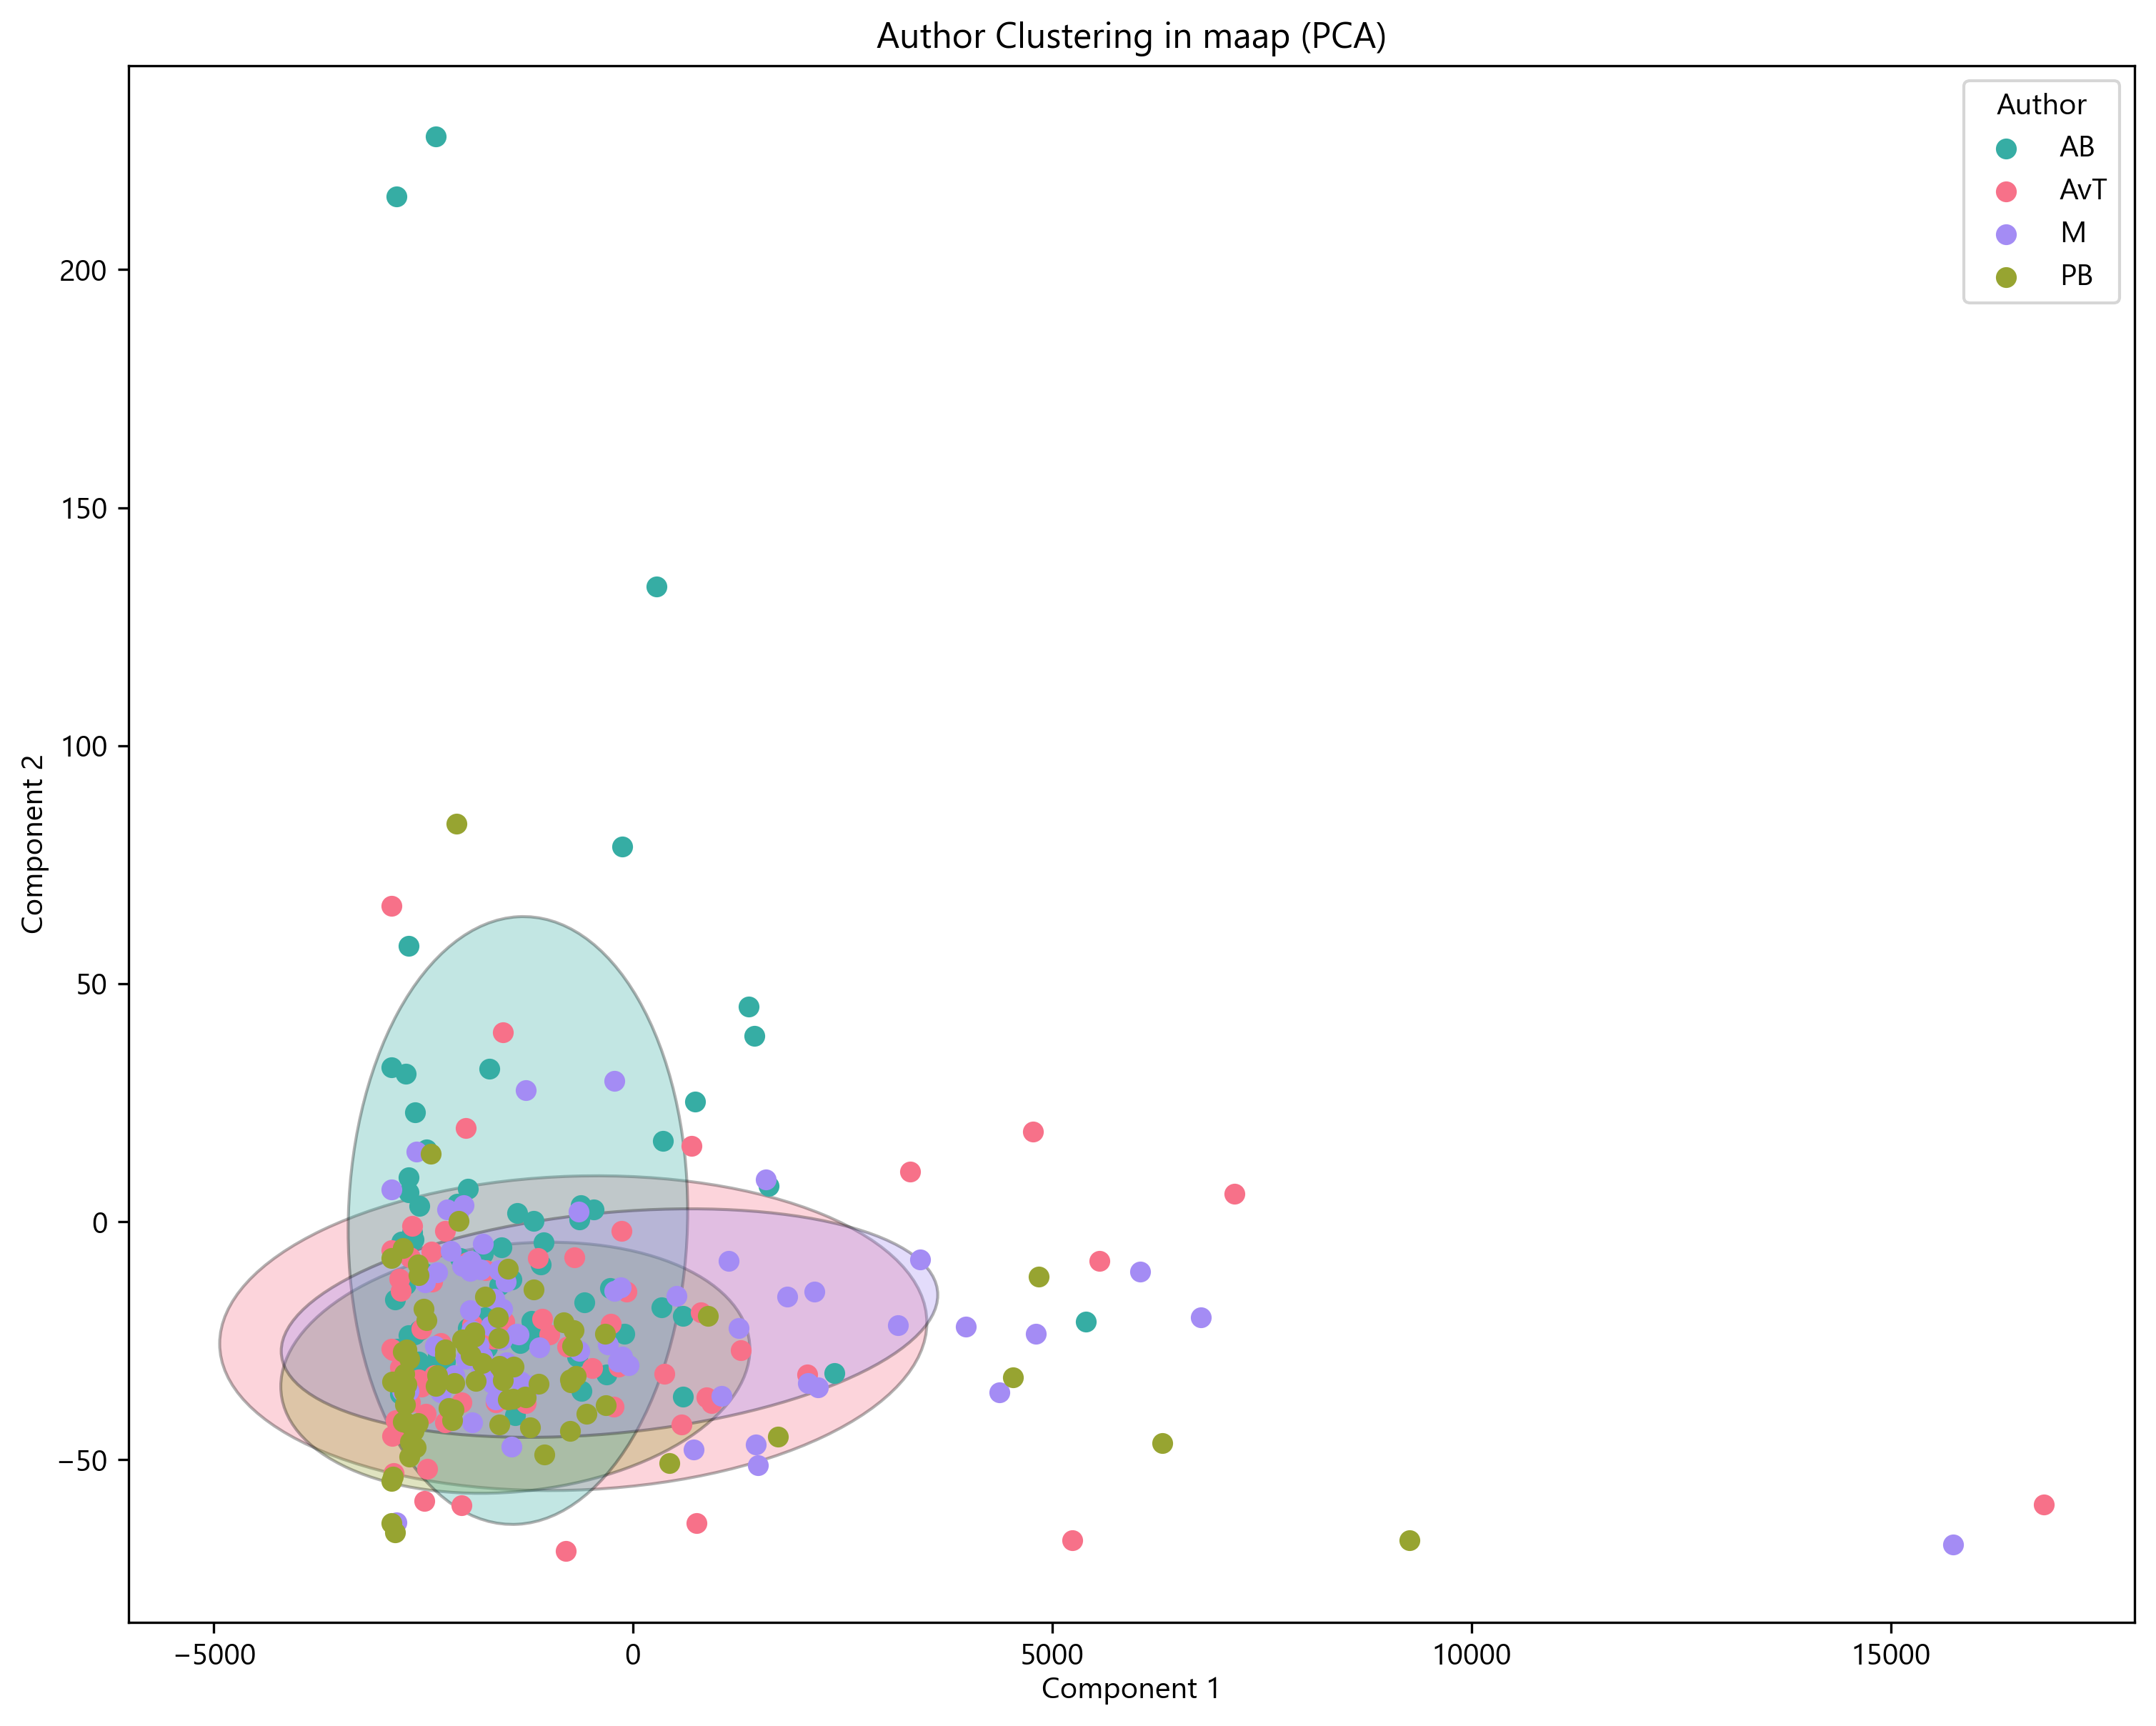 Author Clustering in maap (PCA)
Author
AB
AvT
M
PB
Component 2
200
150
100
50
0
−50
−5000
0
5000
10000
15000
Component 1